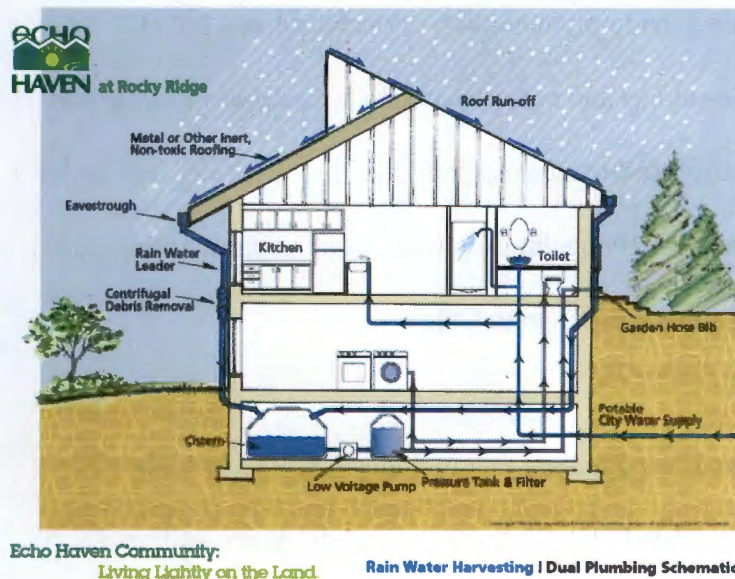 ECHO
HAVEN at Rocky Ridge
Roof Run-off
Metal or Other Inert,
Non-toxic Roofing
Eavestrough
Kitchen
Toilet
Rain Water
Leader
Centrifugal
Debris Removal
Garden Hose Bib
Potable
City Water Supply
Cistern
Low Voltage Pump
Pressure Tank & Filter
Echo Haven Community:
Living Lightly on the Land
Rain Water Harvesting | Dual Plumbing Schematic